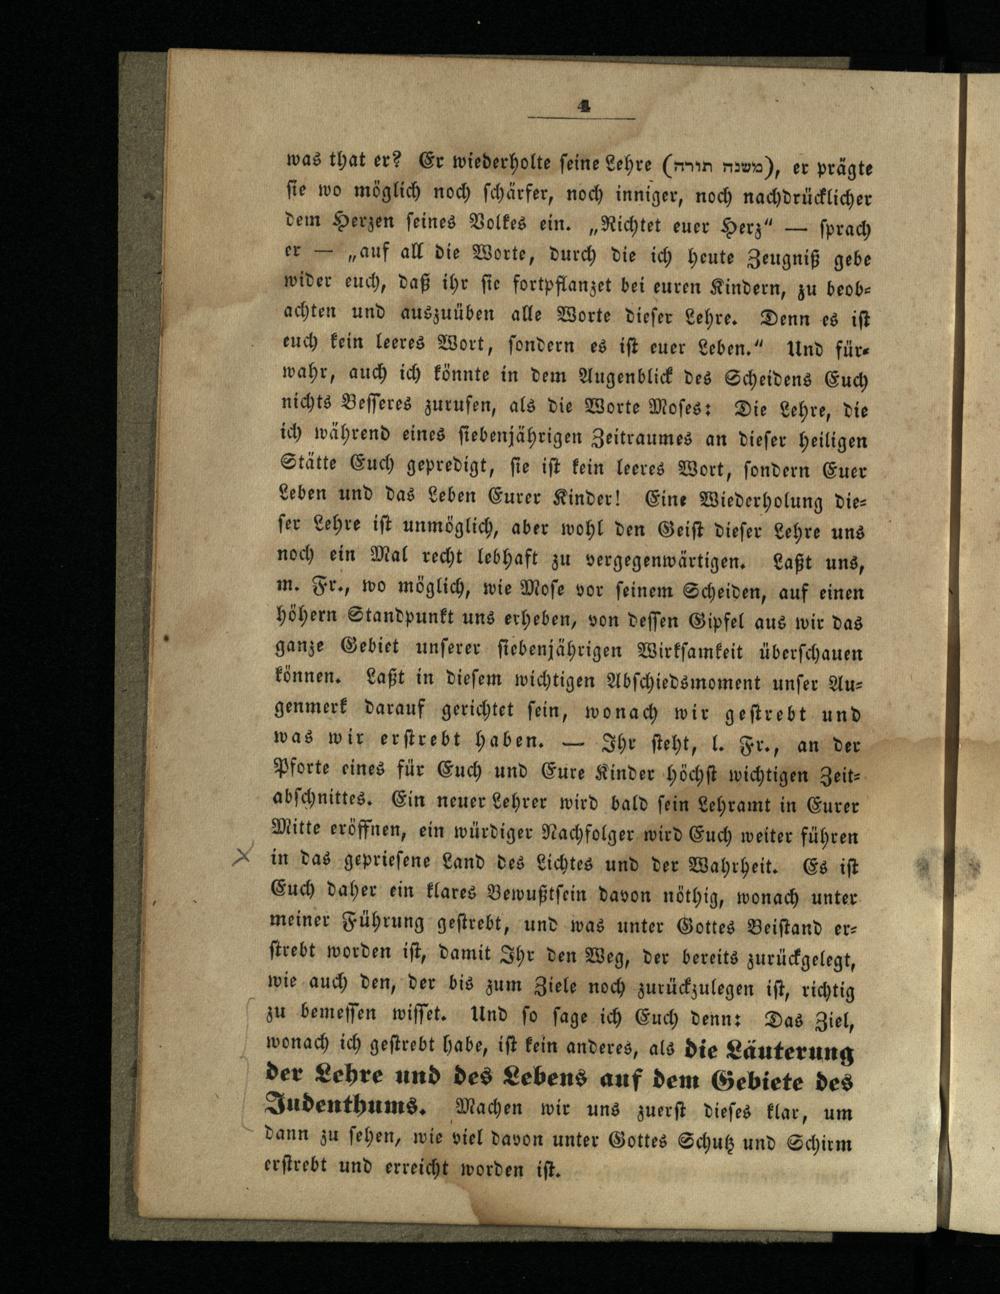 4
was that er? Er wiederholte seine Lehre (משנה תורה), er prägte
sie wo möglich noch schärfer, noch inniger, noch nachdrücklicher
dem Herzen seines Volkes ein. „Richtet euer Herz“ — sprach
er — „auf all die Worte, durch die ich heute Zeugniß gebe
wider euch, daß ihr sie fortpflanzet bei euren Kindern, zu beob-
achten und auszuüben alle Worte dieser Lehre. Denn es ist
euch kein leeres Wort, sondern es ist euer Leben.“ Und für-
wahr, auch ich könnte in dem Augenblick des Scheidens Euch
nichts Besseres zurufen, als die Worte Moses: Die Lehre, die
ich während eines siebenjährigen Zeitraumes an dieser heiligen
Stätte Euch gepredigt, sie ist kein leeres Wort, sondern Euer
Leben und das Leben Eurer Kinder! Eine Wiederholung die-
ser Lehre ist unmöglich, aber wohl den Geist dieser Lehre uns
noch ein Mal recht lebhaft zu vergegenwärtigen. Laßt uns,
m. Fr., wo möglich, wie Mose vor seinem Scheiden, auf einen
höhern Standpunkt uns erheben, von dessen Gipfel aus wir das
ganze Gebiet unserer siebenjährigen Wirksamkeit überschauen
können. Laßt in diesem wichtigen Abschiedsmoment unser Au-
genmerk darauf gerichtet sein, wonach wir gestrebt und
was wir erstrebt haben. — Ihr steht, l. Fr., an der
Pforte eines für Euch und Eure Kinder höchst wichtigen Zeit-
abschnittes. Ein neuer Lehrer wird bald sein Lehramt in Eurer
Mitte eröffnen, ein würdiger Nachfolger wird Euch weiter führen
in das gepriesene Land des Lichtes und der Wahrheit. Es ist
Euch daher ein klares Bewußtsein davon nöthig, wonach unter
meiner Führung gestrebt, und was unter Gottes Beistand er-
strebt worden ist, damit Ihr den Weg, der bereits zurückgelegt,
wie auch den, der bis zum Ziele noch zurückzulegen ist, richtig
zu bemessen wisset. Und so sage ich Euch denn: Das Ziel,
wonach ich gestrebt habe, ist kein anderes, als die Läuterung
der Lehre und des Lebens auf dem Gebiete des
Judenthums. Machen wir uns zuerst dieses klar, um
dann zu sehen, wie viel davon unter Gottes Schutz und Schirm
erstrebt und erreicht worden ist.